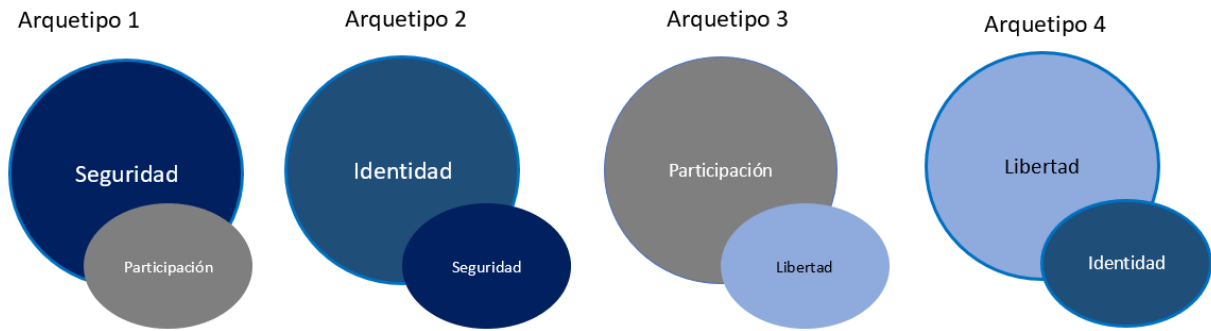 Arquetipo 1
Arquetipo 2
Arquetipo 3
Arquetipo 4
Seguridad
Identidad
Participación
Libertad
Participación
Seguridad
Libertad
Identidad